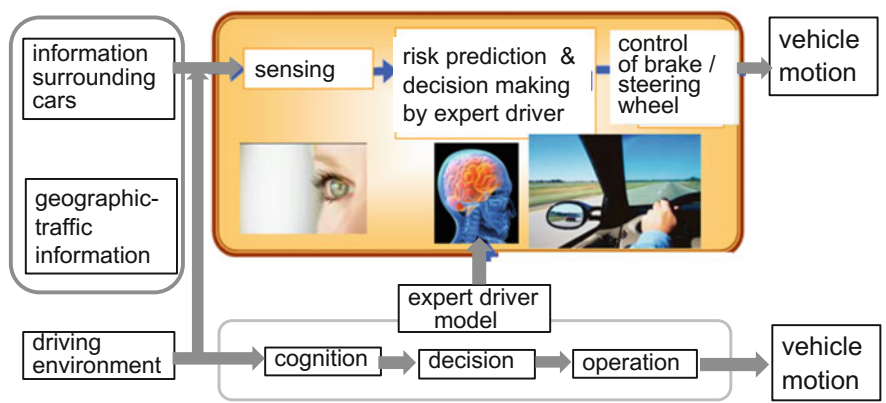 information
surrounding
cars
sensing
risk prediction &
decision making
by expert driver
control
of brake /
steering
wheel
vehicle
motion
geographic-
traffic
information
expert driver
model
driving
environment
cognition
decision
operation
vehicle
motion